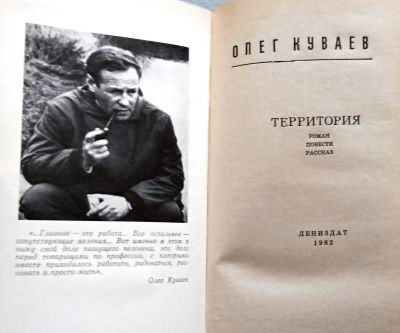 «...Главное — это работа... Все остальное —
сопутствующие явления... Вот именно в этом я
вижу свой долг пишущего человека, это долг
перед товарищами по профессии, с которыми
вместе приходилось работать, радоваться, рис-
ковать и просто жить».
Олег Куваев
ОЛЕГ КУВАЕВ
ТЕРРИТОРИЯ
РОМАН
ПОВЕСТИ
РАССКАЗ
ЛЕНИЗДАТ
1982